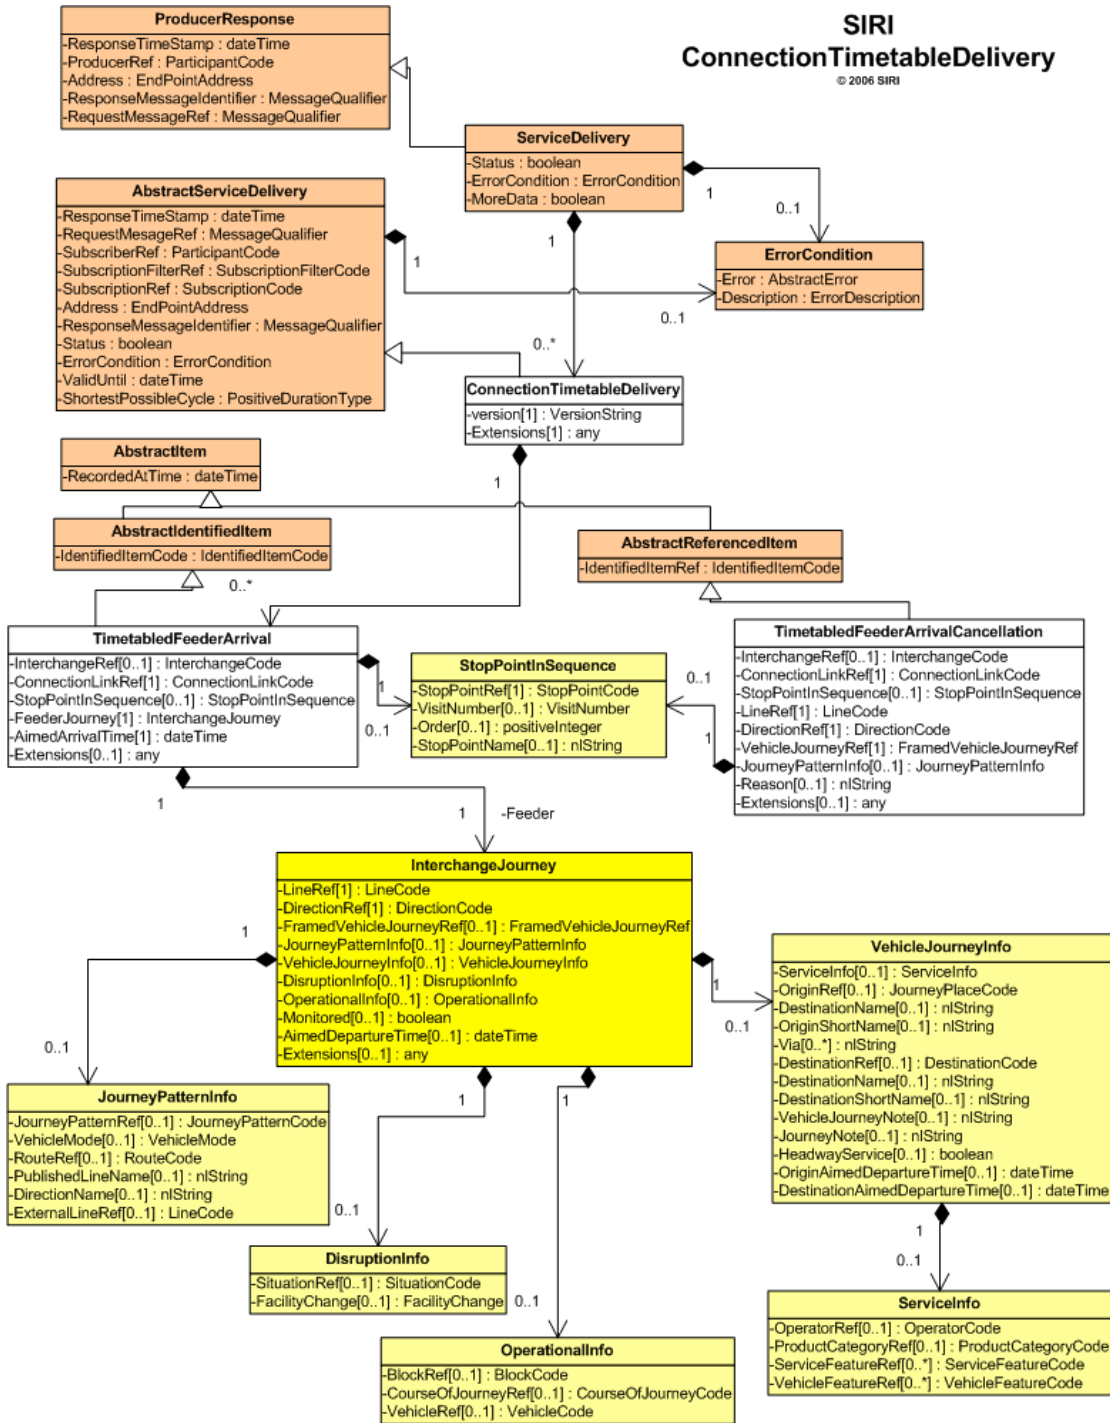 SIRI
ConnectionTimetableDelivery
© 2006 SIRI
ProducerResponse
-ResponseTimeStamp : dateTime
-ProducerRef : ParticipantCode
-Address : EndPointAddress
-ResponseMessageIdentifier : MessageQualifier
-RequestMessageRef : MessageQualifier
ServiceDelivery
-Status : boolean
-ErrorCondition : ErrorCondition
-MoreData : boolean
1
0..1
1
AbstractServiceDelivery
-ResponseTimeStamp : dateTime
-RequestMesageRef : MessageQualifier
-SubscriberRef : ParticipantCode
-SubscriptionFilterRef : SubscriptionFilterCode
-SubscriptionRef : SubscriptionCode
-Address : EndPointAddress
-ResponseMessageIdentifier : MessageQualifier
-Status : boolean
-ErrorCondition : ErrorCondition
-ValidUntil : dateTime
-ShortestPossibleCycle : PositiveDurationType
1
0..1
ErrorCondition
-Error : AbstractError
-Description : ErrorDescription
0..*
ConnectionTimetableDelivery
-version[1] : VersionString
-Extensions[1] : any
1
AbstractItem
-RecordedAtTime : dateTime
AbstractIdentifiedItem
-IdentifiedItemCode : IdentifiedItemCode
AbstractReferencedItem
-IdentifiedItemRef : IdentifiedItemCode
0..*
TimetabledFeederArrival
-InterchangeRef[0..1] : InterchangeCode
-ConnectionLinkRef[1] : ConnectionLinkCode
-StopPointInSequence[0..1] : StopPointInSequence
-FeederJourney[1] : InterchangeJourney
-AimedArrivalTime[1] : dateTime
-Extensions[0..1] : any
1
0..1
StopPointInSequence
-StopPointRef[1] : StopPointCode
-VisitNumber[0..1] : VisitNumber
-Order[0..1] : positiveInteger
-StopPointName[0..1] : nlString
0..1
1
TimetabledFeederArrivalCancellation
-InterchangeRef[0..1] : InterchangeCode
-ConnectionLinkRef[1] : ConnectionLinkCode
-StopPointInSequence[0..1] : StopPointInSequence
-LineRef[1] : LineCode
-DirectionRef[1] : DirectionCode
-VehicleJourneyRef[1] : FramedVehicleJourneyRef
-JourneyPatternInfo[0..1] : JourneyPatternInfo
-Reason[0..1] : nlString
-Extensions[0..1] : any
1
1
-Feeder
InterchangeJourney
-LineRef[1] : LineCode
-DirectionRef[1] : DirectionCode
-FramedVehicleJourneyRef[0..1] : FramedVehicleJourneyRef
-JourneyPatternInfo[0..1] : JourneyPatternInfo
-VehicleJourneyInfo[0..1] : VehicleJourneyInfo
-DisruptionInfo[0..1] : DisruptionInfo
-OperationalInfo[0..1] : OperationalInfo
-Monitored[0..1] : boolean
-AimedDepartureTime[0..1] : dateTime
-Extensions[0..1] : any
1
0..1
1
0..1
1
0..1
1
0..1
VehicleJourneyInfo
-ServiceInfo[0..1] : ServiceInfo
-OriginRef[0..1] : JourneyPlaceCode
-DestinationName[0..1] : nlString
-OriginShortName[0..1] : nlString
-Via[0..*] : nlString
-DestinationRef[0..1] : DestinationCode
-DestinationName[0..1] : nlString
-DestinationShortName[0..1] : nlString
-VehicleJourneyNote[0..1] : nlString
-JourneyNote[0..1] : nlString
-HeadwayService[0..1] : boolean
-OriginAimedDepartureTime[0..1] : dateTime
-DestinationAimedDepartureTime[0..1] : dateTime
JourneyPatternInfo
-JourneyPatternRef[0..1] : JourneyPatternCode
-VehicleMode[0..1] : VehicleMode
-RouteRef[0..1] : RouteCode
-PublishedLineName[0..1] : nlString
-DirectionName[0..1] : nlString
-ExternalLineRef[0..1] : LineCode
1
0..1
DisruptionInfo
-SituationRef[0..1] : SituationCode
-FacilityChange[0..1] : FacilityChange
ServiceInfo
-OperatorRef[0..1] : OperatorCode
-ProductCategoryRef[0..1] : ProductCategoryCode
-ServiceFeatureRef[0..*] : ServiceFeatureCode
-VehicleFeatureRef[0..*] : VehicleFeatureCode
OperationalInfo
-BlockRef[0..1] : BlockCode
-CourseOfJourneyRef[0..1] : CourseOfJourneyCode
-VehicleRef[0..1] : VehicleCode